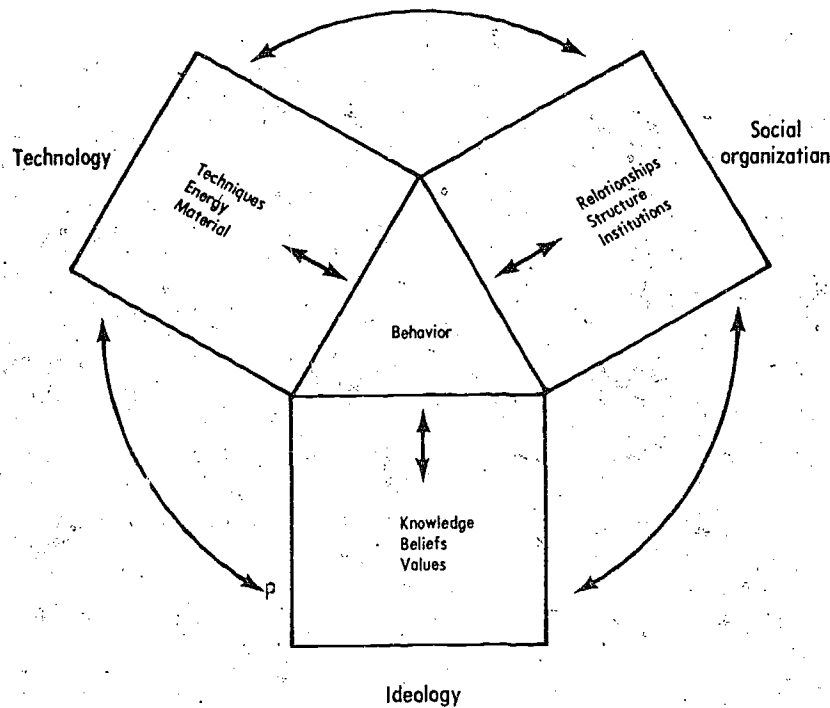 Technology
Techniques
Energy
Material
Social
organization
Relationships
Structure
Institutions
Behavior
Knowledge
Beliefs
Values
Ideology